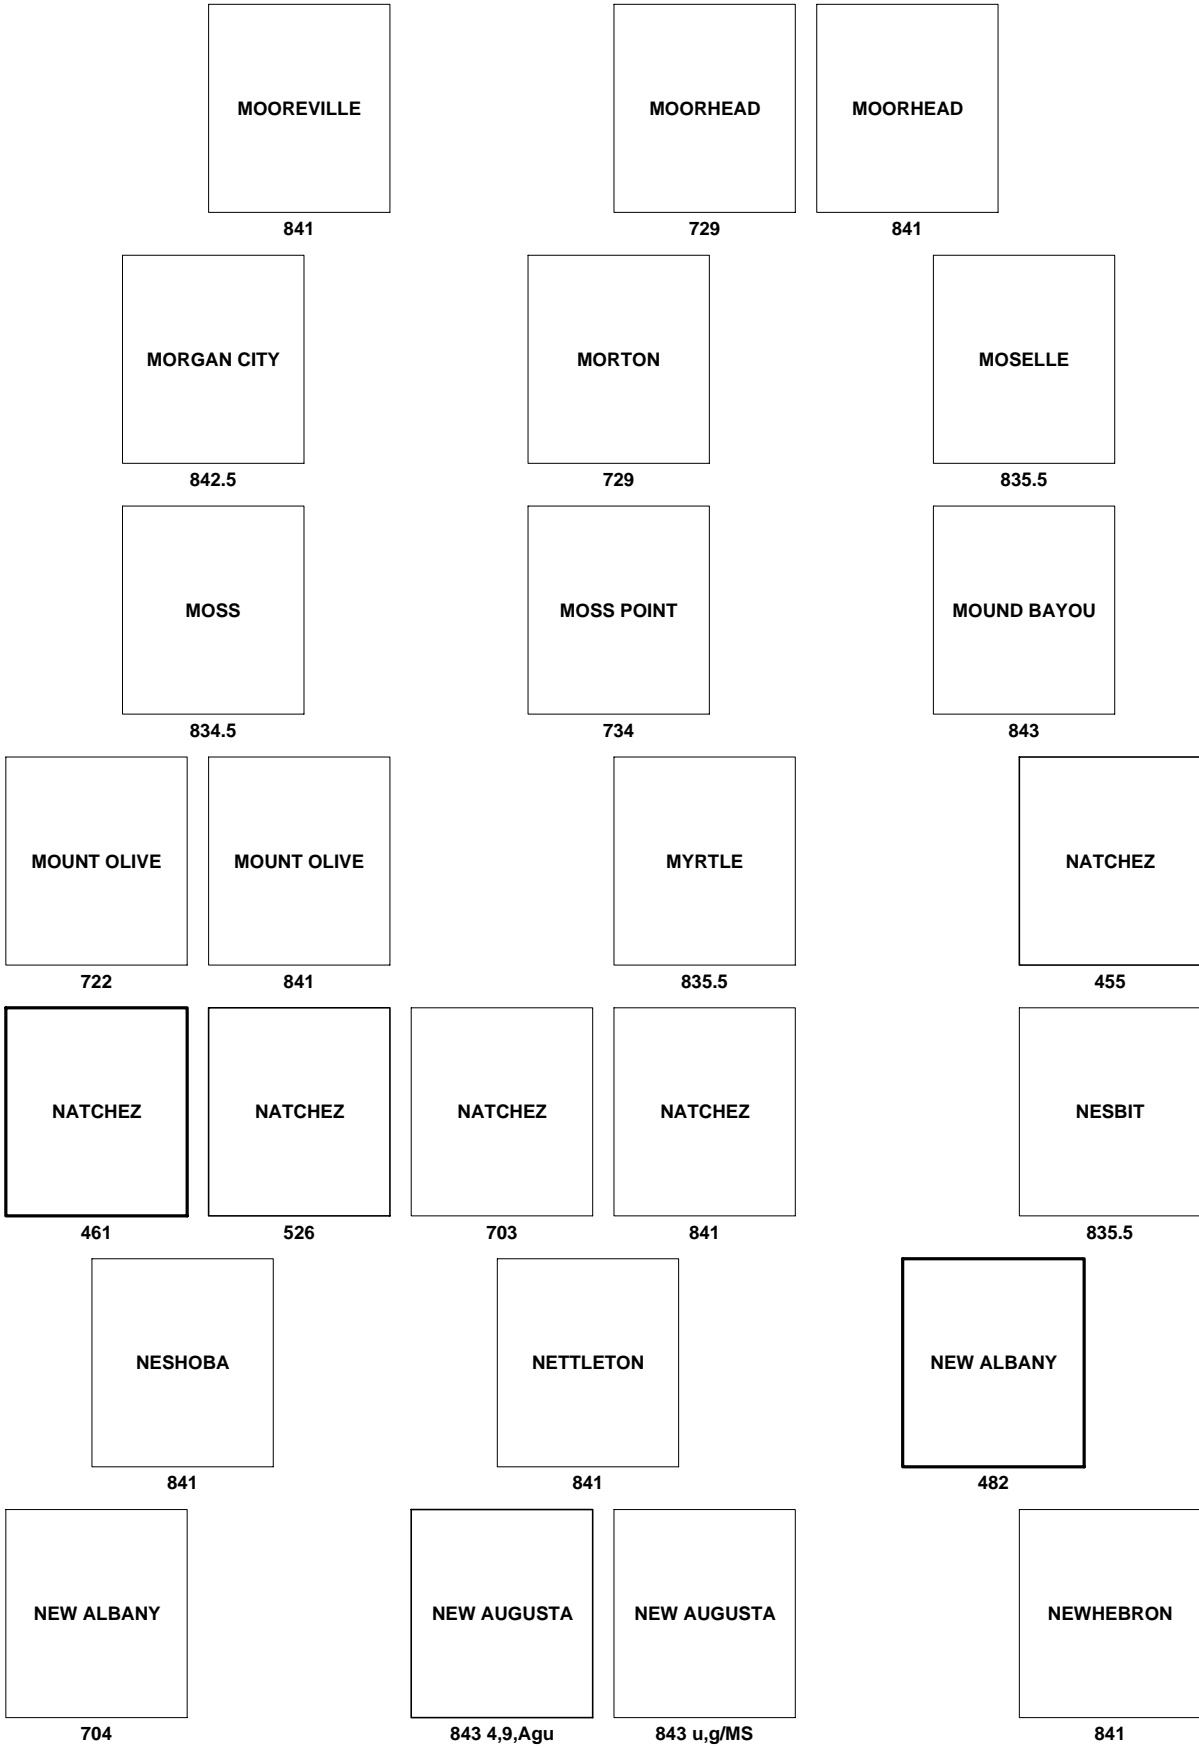 MOOREVILLE MOORHEAD MOORHEAD
841 729 841
MORGAN CITY MORTON MOSELLE
842.5 729 835.5
MOSS MOSS POINT MOUND BAYOU
834.5 734 843
MOUNT OLIVE MOUNT OLIVE MYRTLE NATCHEZ
722 841 835.5 455
NATCHEZ NATCHEZ NATCHEZ NATCHEZ NESBIT
461 526 703 841 835.5
NESHOBA NETTLETON NEW ALBANY
841 841 482
NEW ALBANY NEW AUGUSTA NEW AUGUSTA NEWHEBRON
704 843 4,9,Agu 843 u,g/MS 841